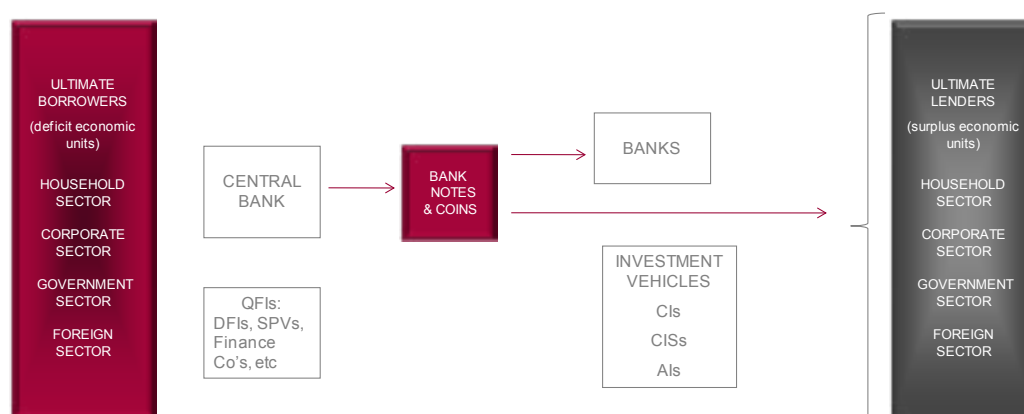 ULTIMATE
BORROWERS
(deficit economic
units)
HOUSEHOLD
SECTOR
CORPORATE
SECTOR
GOVERNMENT
SECTOR
FOREIGN
SECTOR
CENTRAL
BANK
QFIs:
DFIs, SPVs,
Finance
Co's, etc
BANK
NOTES
& COINS
BANKS
INVESTMENT
VEHICLES
CIs
CISs
AIs
ULTIMATE
LENDERS
(surplus economic
units)
HOUSEHOLD
SECTOR
CORPORATE
SECTOR
GOVERNMENT
SECTOR
FOREIGN
SECTOR